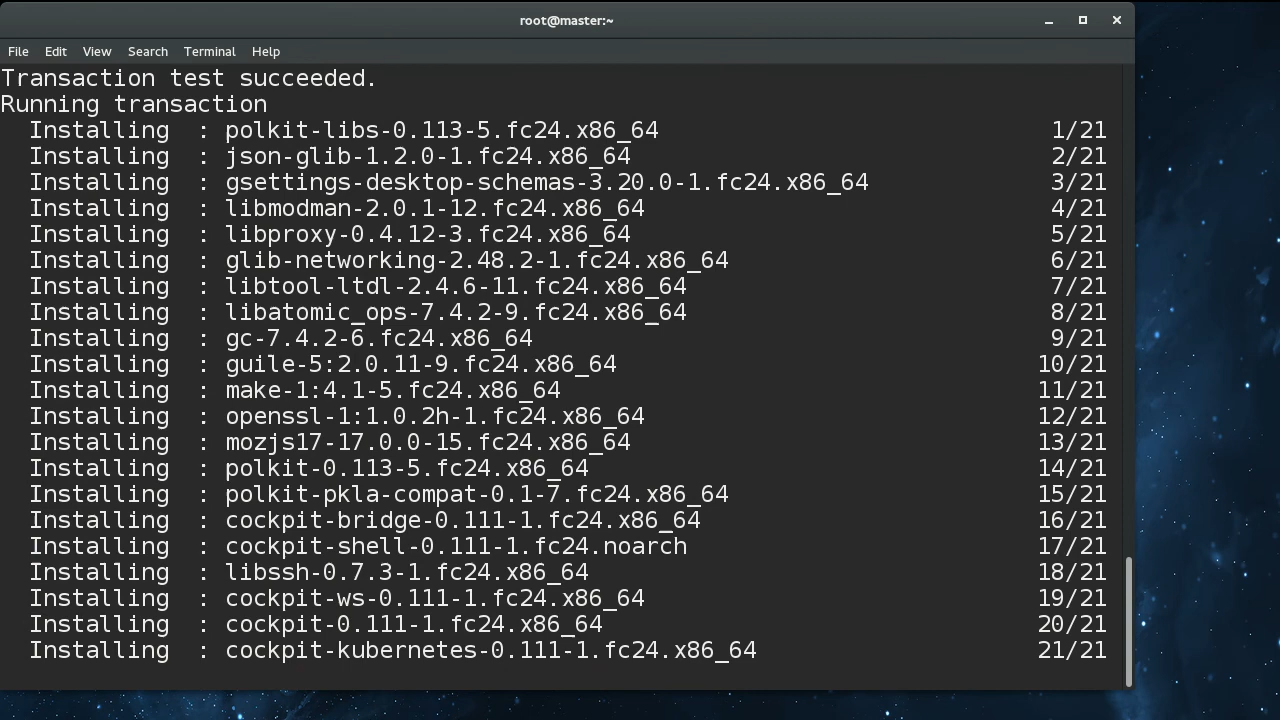 root@master:~
File Edit View Search Terminal Help
Transaction test succeeded.
Running transaction
Installing : polkit-libs-0.113-5.fc24.x86_64 1/21
Installing : json-glib-1.2.0-1.fc24.x86_64 2/21
Installing : gsettings-desktop-schemas-3.20.0-1.fc24.x86_64 3/21
Installing : libmodman-2.0.1-12.fc24.x86_64 4/21
Installing : libproxy-0.4.12-3.fc24.x86_64 5/21
Installing : glib-networking-2.48.2-1.fc24.x86_64 6/21
Installing : libtool-ltdl-2.4.6-11.fc24.x86_64 7/21
Installing : libatomic_ops-7.4.2-9.fc24.x86_64 8/21
Installing : gc-7.4.2-6.fc24.x86_64 9/21
Installing : guile-5:2.0.11-9.fc24.x86_64 10/21
Installing : make-1:4.1-5.fc24.x86_64 11/21
Installing : openssl-1:1.0.2h-1.fc24.x86_64 12/21
Installing : mozjs17-17.0.0-15.fc24.x86_64 13/21
Installing : polkit-0.113-5.fc24.x86_64 14/21
Installing : polkit-pkla-compat-0.1-7.fc24.x86_64 15/21
Installing : cockpit-bridge-0.111-1.fc24.x86_64 16/21
Installing : cockpit-shell-0.111-1.fc24.noarch 17/21
Installing : libssh-0.7.3-1.fc24.x86_64 18/21
Installing : cockpit-ws-0.111-1.fc24.x86_64 19/21
Installing : cockpit-0.111-1.fc24.x86_64 20/21
Installing : cockpit-kubernetes-0.111-1.fc24.x86_64 21/21